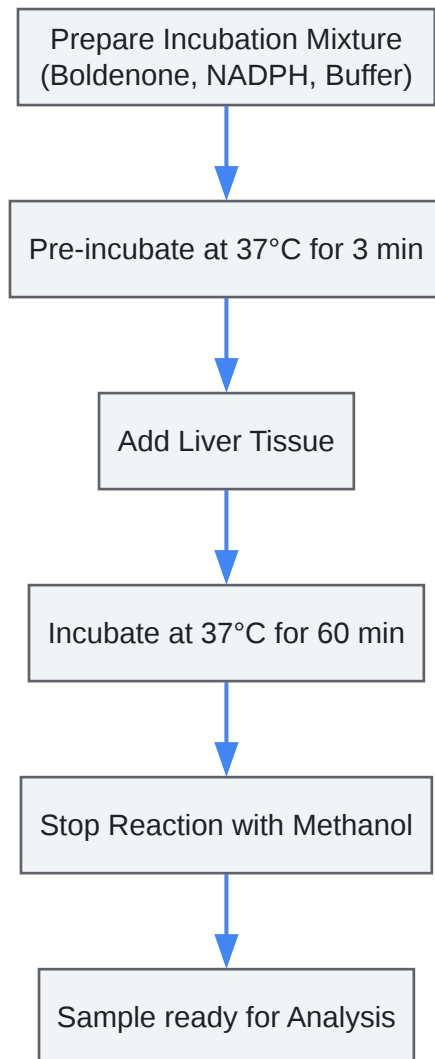 Prepare Incubation Mixture
(Boldenone, NADPH, Buffer)
Pre-incubate at 37°C for 3 min
Add Liver Tissue
Incubate at 37°C for 60 min
Stop Reaction with Methanol
Sample ready for Analysis